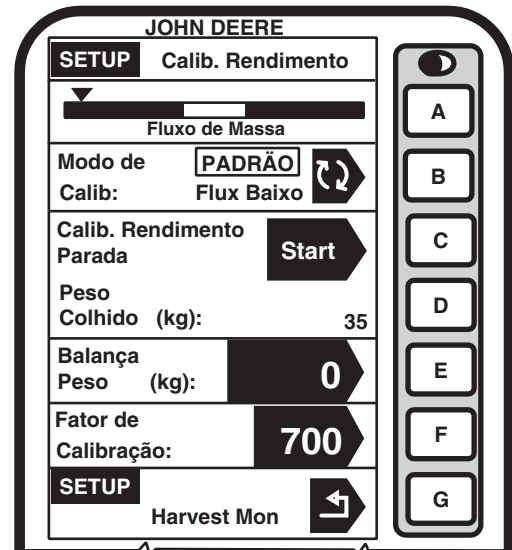 JOHN DEERE
SETUP Calib. Rendimento
Fluxo de Massa
Modo de PADRÃO
Calib: Flux Baixo
Calib. Rendimento
Parada Start
Peso
Colhido (kg): 35
Balança
Peso (kg): 0
Fator de
Calibração: 700
SETUP
Harvest Mon
A
B
C
D
E
F
G